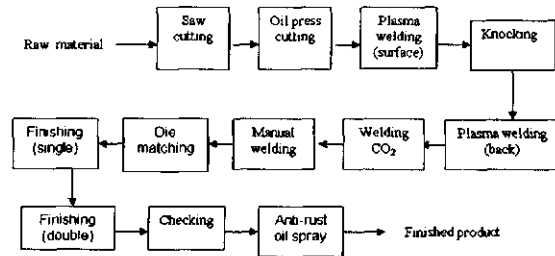 Raw material
Saw
cutting
Oil press
cutting
Plasma
welding
(surface)
Knocking
Plasma welding
(back)
Welding
CO₂
Manual
welding
Die
matching
Finishing
(single)
Finishing
(double)
Checking
Anti-rust
oil spray
Finished product